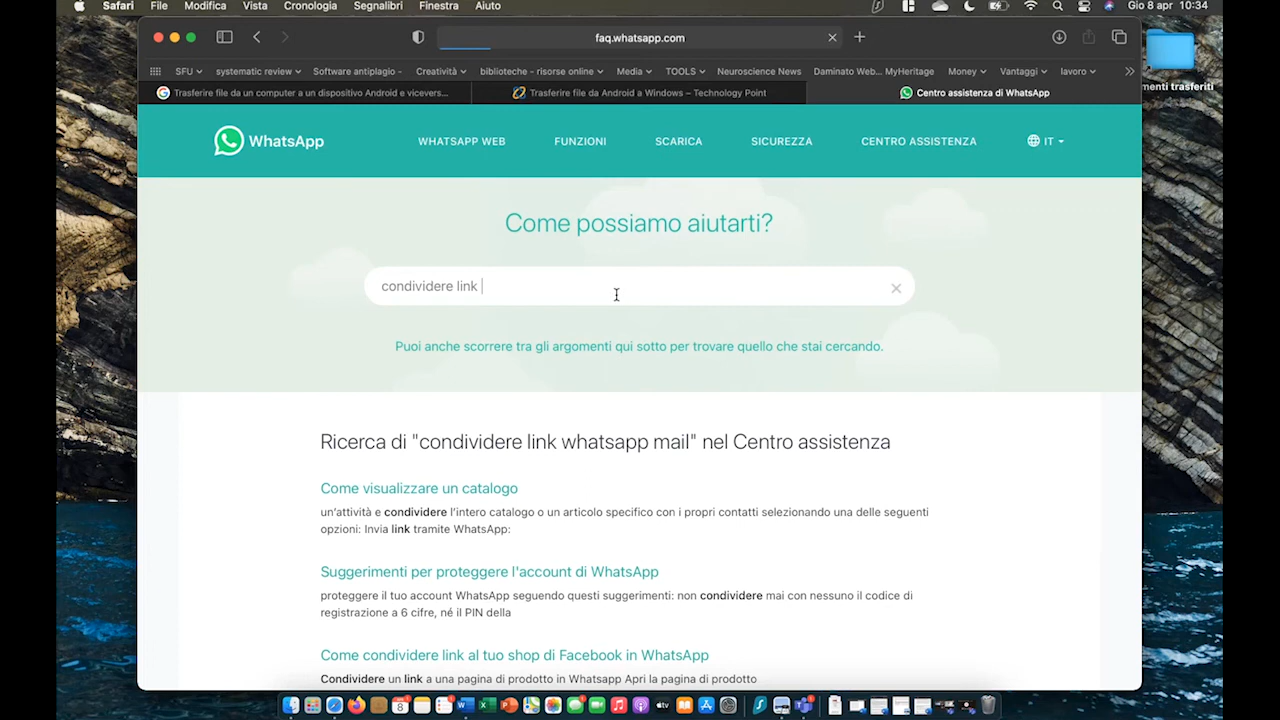 Safari File Modifica Vista Cronologia Segnalibri Finestra Aiuto Gio 8 apr 10:34
faq.whatsapp.com
SFU systematic review Software antiplagio - Creatività biblioteche - risorse online Media TOOLS Neuroscience News Daminato Web... MyHeritage Money Vantaggi lavoro
Trasferire file da un computer a un dispositivo Android e vicevers...
Trasferire file da Android a Windows – Technology Point
Centro assistenza di WhatsApp
menti trasferiti
WhatsApp WHATSAPP WEB FUNZIONI SCARICA SICUREZZA CENTRO ASSISTENZA IT
Come possiamo aiutarti?
condividere link
Puoi anche scorrere tra gli argomenti qui sotto per trovare quello che stai cercando.
Ricerca di "condividere link whatsapp mail" nel Centro assistenza
Come visualizzare un catalogo
un'attività e condividere l'intero catalogo o un articolo specifico con i propri contatti selezionando una delle seguenti
opzioni: Invia link tramite WhatsApp:
Suggerimenti per proteggere l'account di WhatsApp
proteggere il tuo account WhatsApp seguendo questi suggerimenti: non condividere mai con nessuno il codice di
registrazione a 6 cifre, né il PIN della
Come condividere link al tuo shop di Facebook in WhatsApp
Condividere un link a una pagina di prodotto in Whatsapp Apri la pagina di prodotto